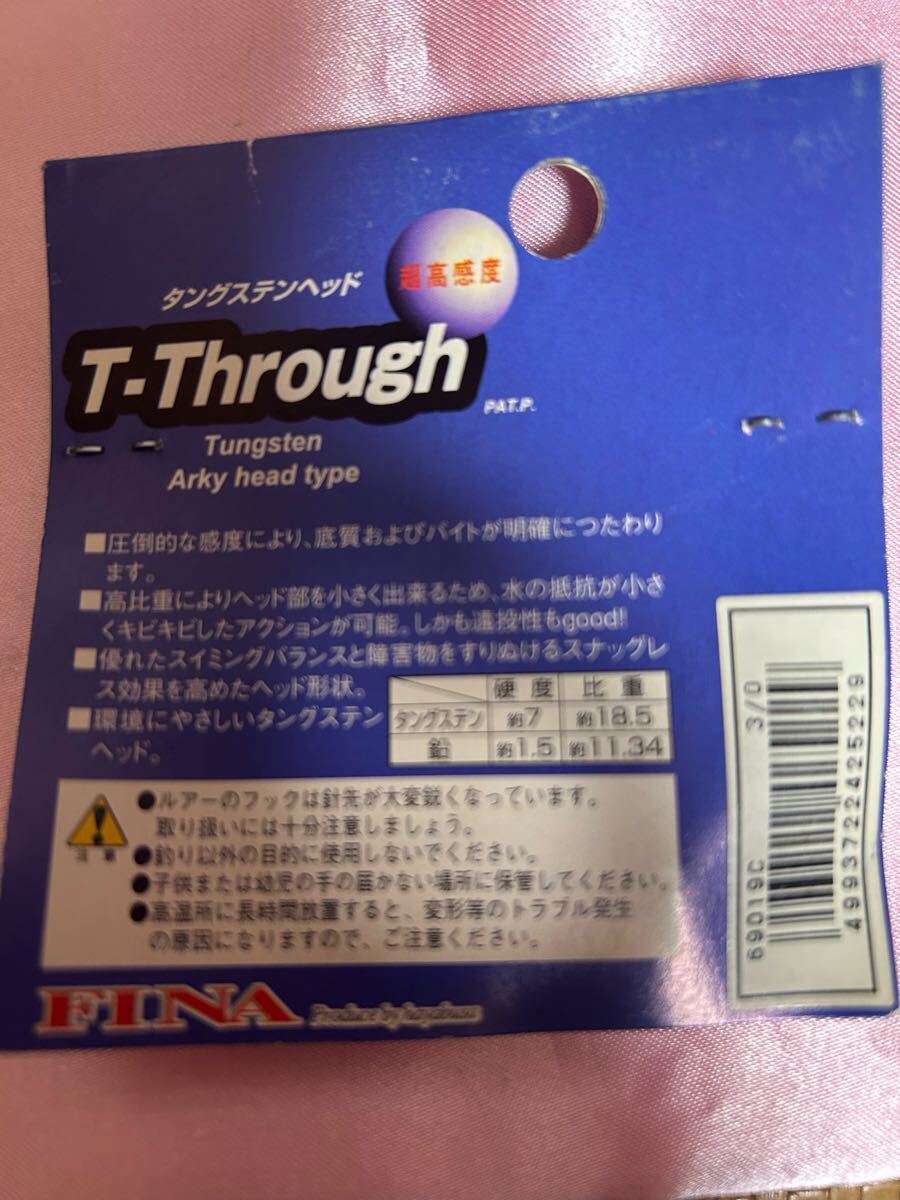 超高感度
タングステンヘッド
T-Through
PAT.P.
Tungsten
Arky head type
■圧倒的な感度により、底質およびバイトが明確につたわり
ます。
■高比重によりヘッド部を小さく出来るため、水の抵抗が小さ
くキビキビしたアクションが可能。しかも遠投性もgood!
■優れたスイミングバランスと障害物をすりぬけるスナッグレ
ス効果を高めたヘッド形状。
■環境にやさしいタングステン
ヘッド。
硬度 比重
タングステン 約7 約18.5
鉛 約1.5 約11.34
注意
●ルアーのフックは針先が大変鋭くなっています。
取り扱いには十分注意しましょう。
●釣り以外の目的に使用しないでください。
●子供または幼児の手の届かない場所に保管してください。
●高温所に長時間放置すると、変形等のトラブル発生
の原因になりますので、ご注意ください。
FINA Produce by hayabusa
69019C 3/0
4993722425229